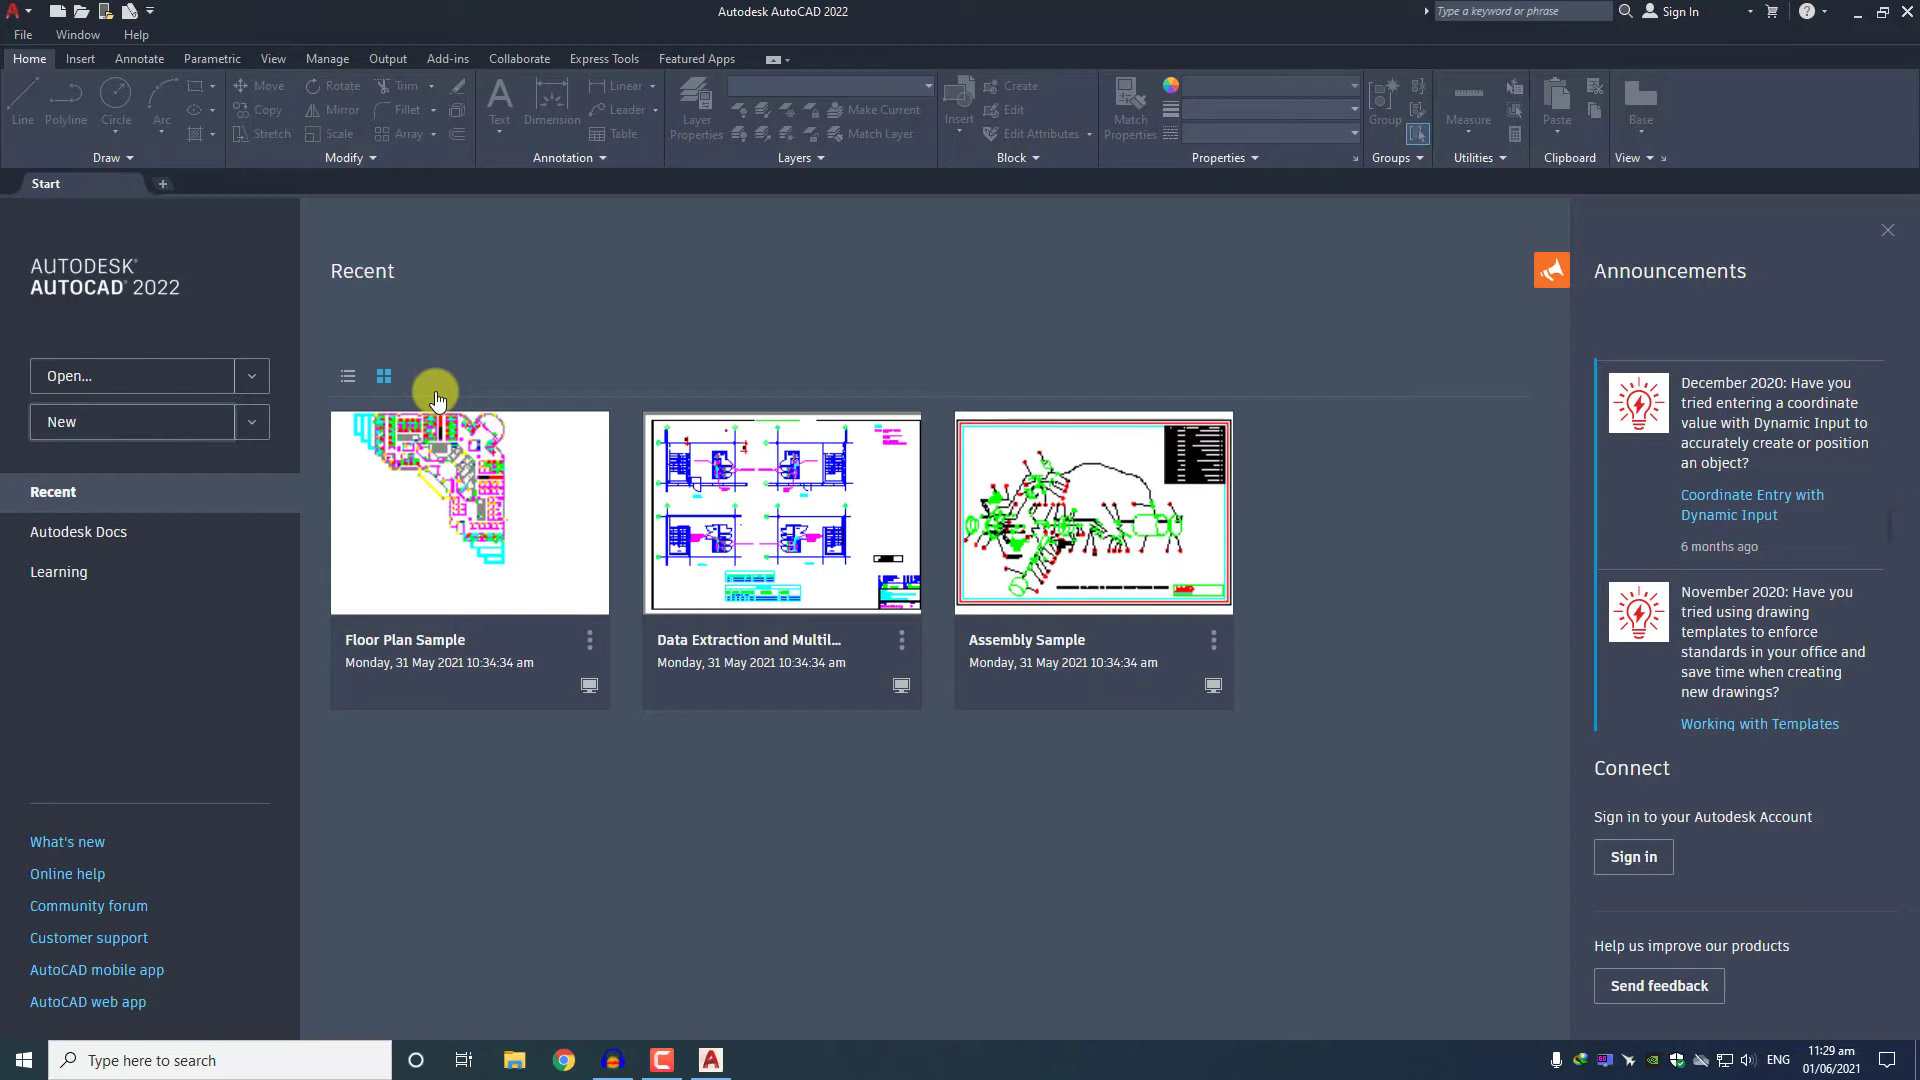 Autodesk AutoCAD 2022
Type a keyword or phrase
Sign In
File Window Help
Home Insert Annotate Parametric View Manage Output Add-ins Collaborate Express Tools Featured Apps
Line Polyline Circle Arc
Move Rotate Trim
Copy Mirror Fillet
Stretch Scale Array
Text Dimension
Linear
Leader
Table
Layer Properties
Make Current
Match Layer
Insert
Create
Edit
Edit Attributes
Match Properties
Group
Measure
Paste
Base
Draw Modify Annotation Layers Block Properties Groups Utilities Clipboard View
Start
AUTODESK®
AUTOCAD® 2022
Open...
New
Recent
Autodesk Docs
Learning
What's new
Online help
Community forum
Customer support
AutoCAD mobile app
AutoCAD web app
Recent
Floor Plan Sample
Monday, 31 May 2021 10:34:34 am
Data Extraction and Multil...
Monday, 31 May 2021 10:34:34 am
Assembly Sample
Monday, 31 May 2021 10:34:34 am
Announcements
December 2020: Have you
tried entering a coordinate
value with Dynamic Input to
accurately create or position
an object?
Coordinate Entry with
Dynamic Input
6 months ago
November 2020: Have you
tried using drawing
templates to enforce
standards in your office and
save time when creating
new drawings?
Working with Templates
Connect
Sign in to your Autodesk Account
Sign in
Help us improve our products
Send feedback
Type here to search
ENG
11:29 am
01/06/2021